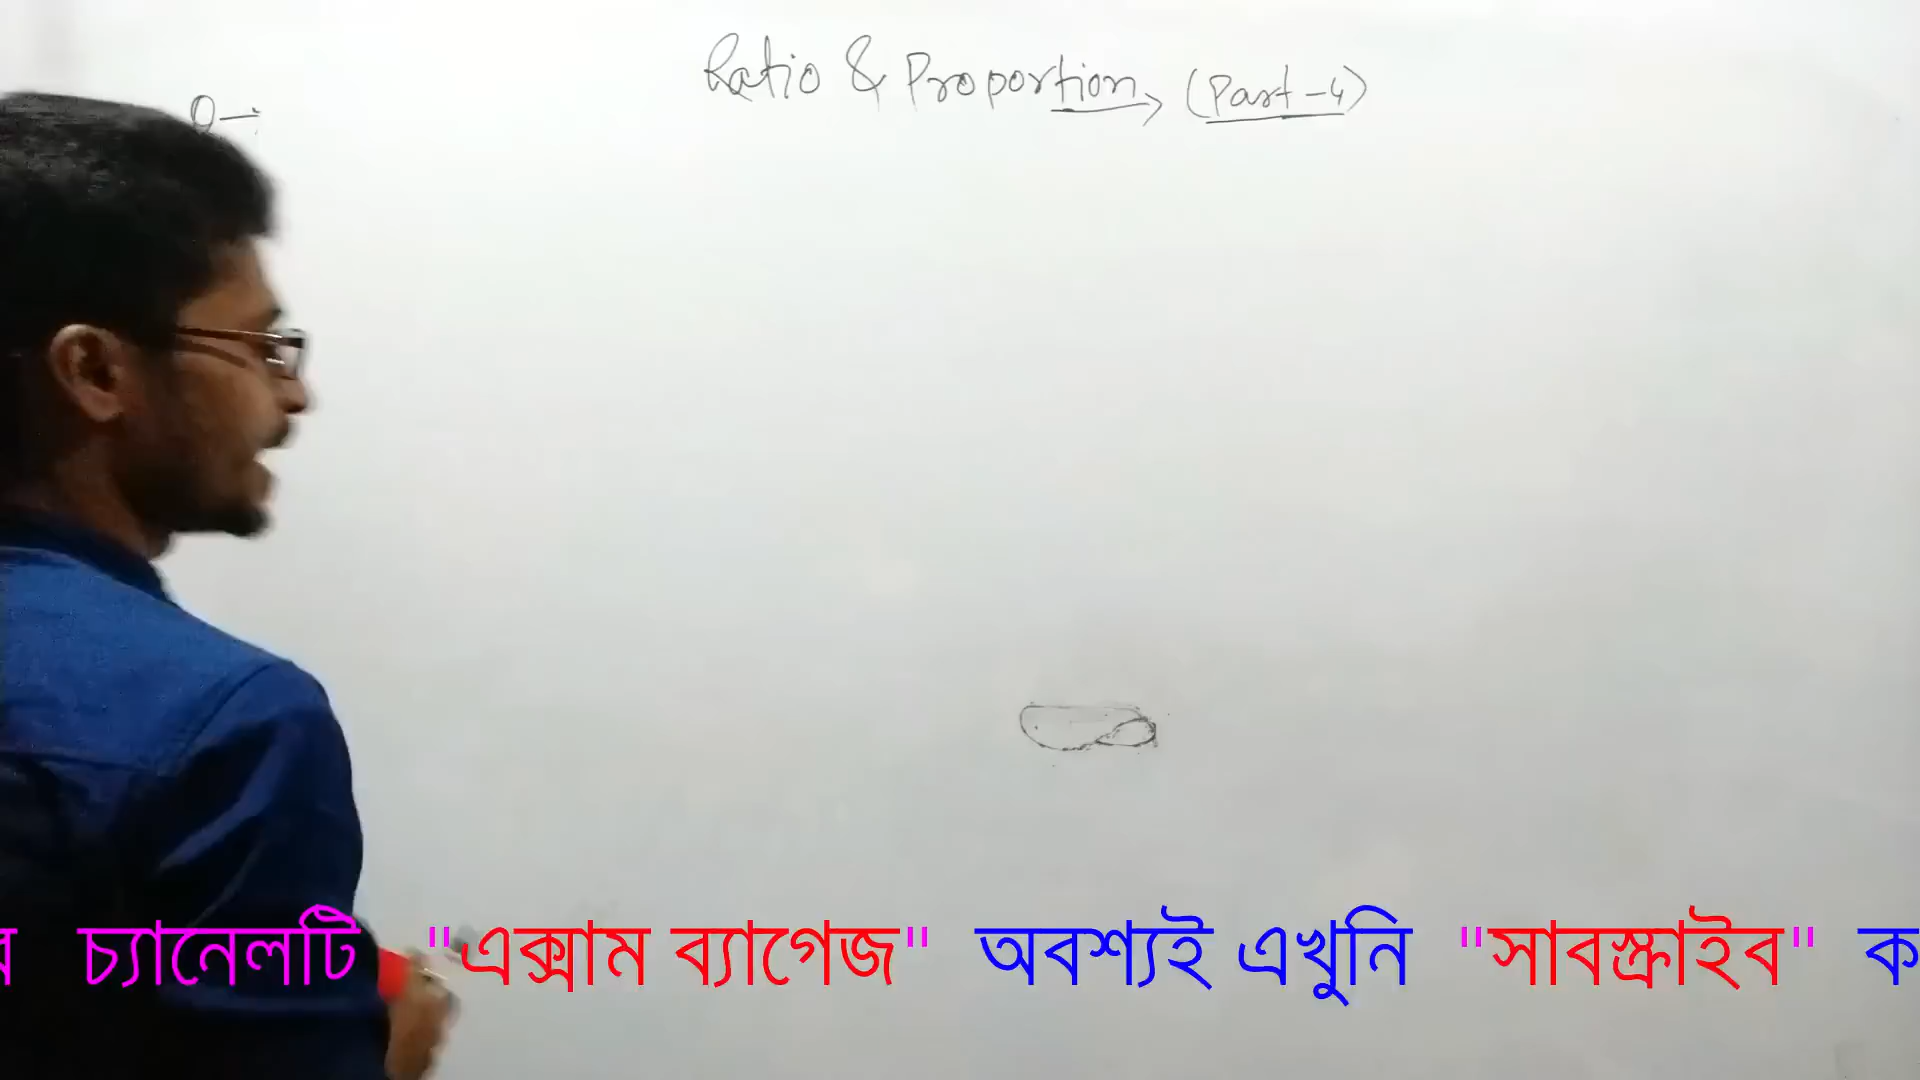 Ratio & Proportion → (Part-4)
Q→
চ্যানেলটি "এক্সাম ব্যাগেজ" অবশ্যই এখুনি "সাবস্ক্রাইব" ক